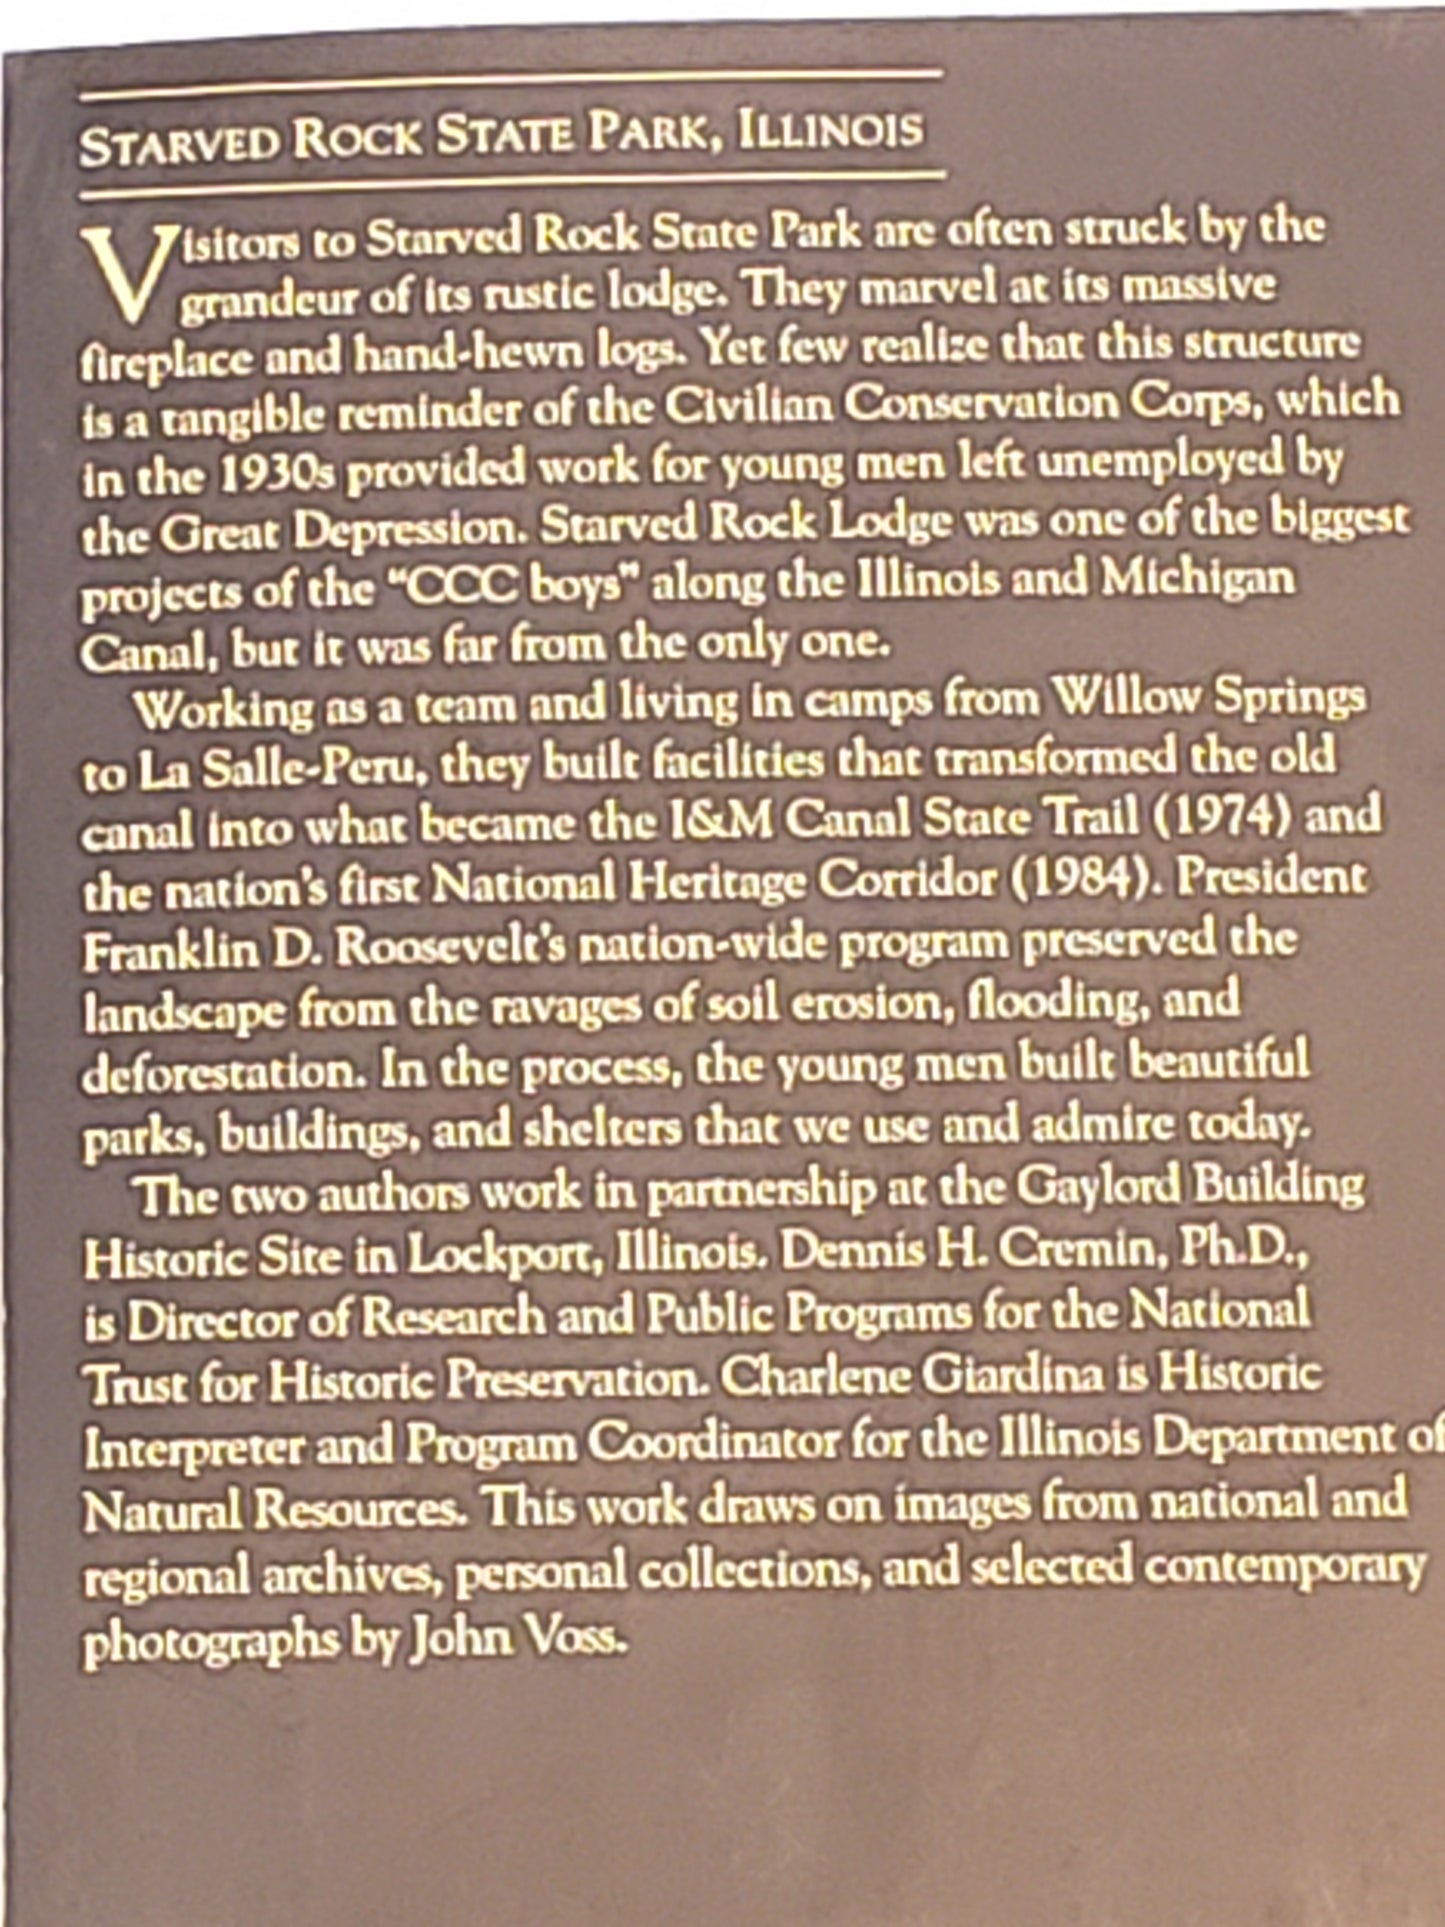 STARVED ROCK STATE PARK, ILLINOIS
Visitors to Starved Rock State Park are often struck by the
grandeur of its rustic lodge. They marvel at its massive
fireplace and hand-hewn logs. Yet few realize that this structure
is a tangible reminder of the Civilian Conservation Corps, which
in the 1930s provided work for young men left unemployed by
the Great Depression. Starved Rock Lodge was one of the biggest
projects of the “CCC boys” along the Illinois and Michigan
Canal, but it was far from the only one.
Working as a team and living in camps from Willow Springs
to La Salle-Peru, they built facilities that transformed the old
canal into what became the I&M Canal State Trail (1974) and
the nation's first National Heritage Corridor (1984). President
Franklin D. Roosevelt's nation-wide program preserved the
landscape from the ravages of soil erosion, flooding, and
deforestation. In the process, the young men built beautiful
parks, buildings, and shelters that we use and admire today.
The two authors work in partnership at the Gaylord Building
Historic Site in Lockport, Illinois. Dennis H. Cremin, Ph.D.,
is Director of Research and Public Programs for the National
Trust for Historic Preservation. Charlene Giardina is Historic
Interpreter and Program Coordinator for the Illinois Department of
Natural Resources. This work draws on images from national and
regional archives, personal collections, and selected contemporary
photographs by John Voss.